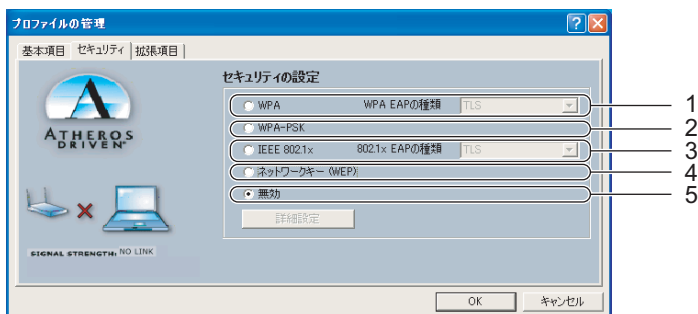 プロファイルの管理
基本項目 セキュリティ 拡張項目
セキュリティの設定
WPA WPA EAPの種類 TLS 1
WPA-PSK 2
IEEE 802.1x 802.1x EAPの種類 TLS 3
ネットワークキー (WEP) 4
無効 5
詳細設定
ATHEROS
DRIVEN
SIGNAL STRENGTH: NO LINK
OK キャンセル